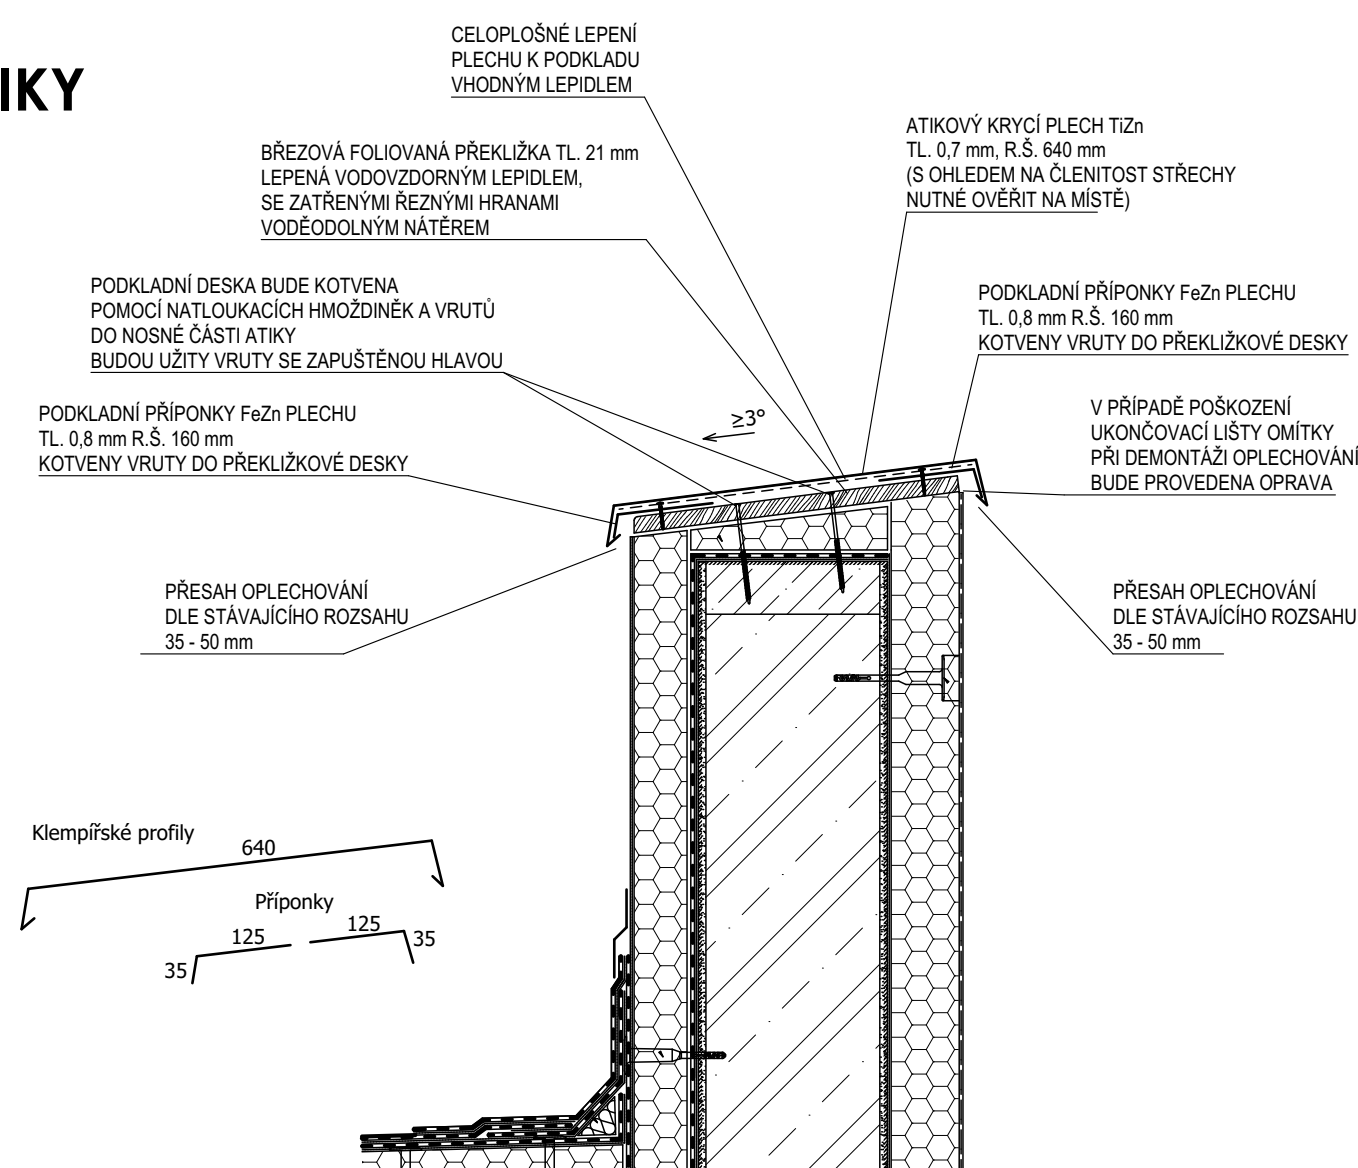 IKY
CELOPLOŠNÉ LEPENÍ
PLECHU K PODKLADU
VHODNÝM LEPIDLEM
BŘEZOVÁ FOLIOVANÁ PŘEKLIŽKA TL. 21 mm
LEPENÁ VODOVZDORNÝM LEPIDLEM,
SE ZATŘENÝMI ŘEZNÝMI HRANAMI
VODĚODOLNÝM NÁTĚREM
ATIKOVÝ KRYCÍ PLECH TiZn
TL. 0,7 mm, R.Š. 640 mm
(S OHLEDEM NA ČLENITOST STŘECHY
NUTNÉ OVĚŘIT NA MÍSTĚ)
PODKLADNÍ DESKA BUDE KOTVENA
POMOCÍ NATLOUKACÍCH HMOŽDINĚK A VRUTŮ
DO NOSNÉ ČÁSTI ATIKY
BUDOU UŽITY VRUTY SE ZAPUŠTĚNOU HLAVOU
PODKLADNÍ PŘÍPONKY FeZn PLECHU
TL. 0,8 mm R.Š. 160 mm
KOTVENY VRUTY DO PŘEKLIŽKOVÉ DESKY
PODKLADNÍ PŘÍPONKY FeZn PLECHU
TL. 0,8 mm R.Š. 160 mm
KOTVENY VRUTY DO PŘEKLIŽKOVÉ DESKY
≥3°
V PŘÍPADĚ POŠKOZENÍ
UKONČOVACÍ LIŠTY OMÍTKY
PŘI DEMONTÁŽI OPLECHOVÁNÍ
BUDE PROVEDENA OPRAVA
PŘESAH OPLECHOVÁNÍ
DLE STÁVAJÍCÍHO ROZSAHU
35 - 50 mm
PŘESAH OPLECHOVÁNÍ
DLE STÁVAJÍCÍHO ROZSAHU
35 - 50 mm
Klempířské profily
640
Příponky
125
125
35
35